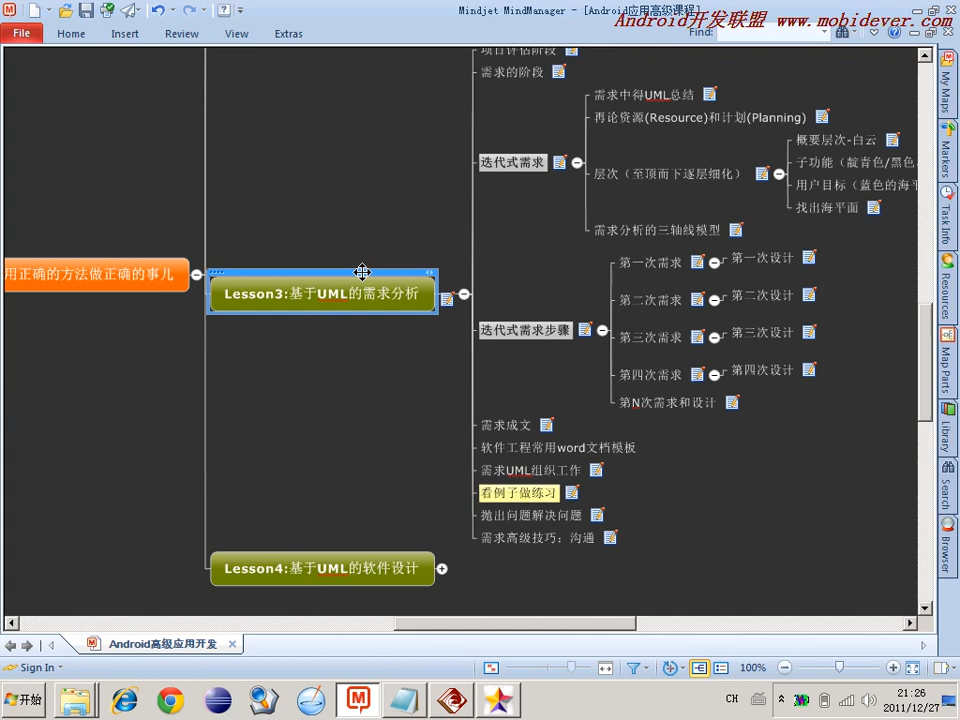 Mindjet MindManager - [Android应用高级课程]
Android开发联盟 www.mobidever.com
File
Home
Insert
Review
View
Extras
Find:
项目评估阶段
需求的阶段
需求中得UML总结
再论资源(Resource)和计划(Planning)
概要层次-白云
迭代式需求
子功能（靛青色/黑色
层次（至顶而下逐层细化）
用户目标（蓝色的海平
找出海平面
需求分析的三轴线模型
用正确的方法做正确的事儿
Lesson3:基于UML的需求分析
第一次需求
第一次设计
第二次需求
第二次设计
迭代式需求步骤
第三次需求
第三次设计
第四次需求
第四次设计
第N次需求和设计
需求成文
软件工程常用word文档模板
需求UML组织工作
看例子做练习
抛出问题解决问题
需求高级技巧：沟通
Lesson4:基于UML的软件设计
My Maps
Markers
Task Info
Resources
Map Parts
Library
Search
Browser
Android高级应用开发
Sign In
100%
开始
CH
21:26
2011/12/27